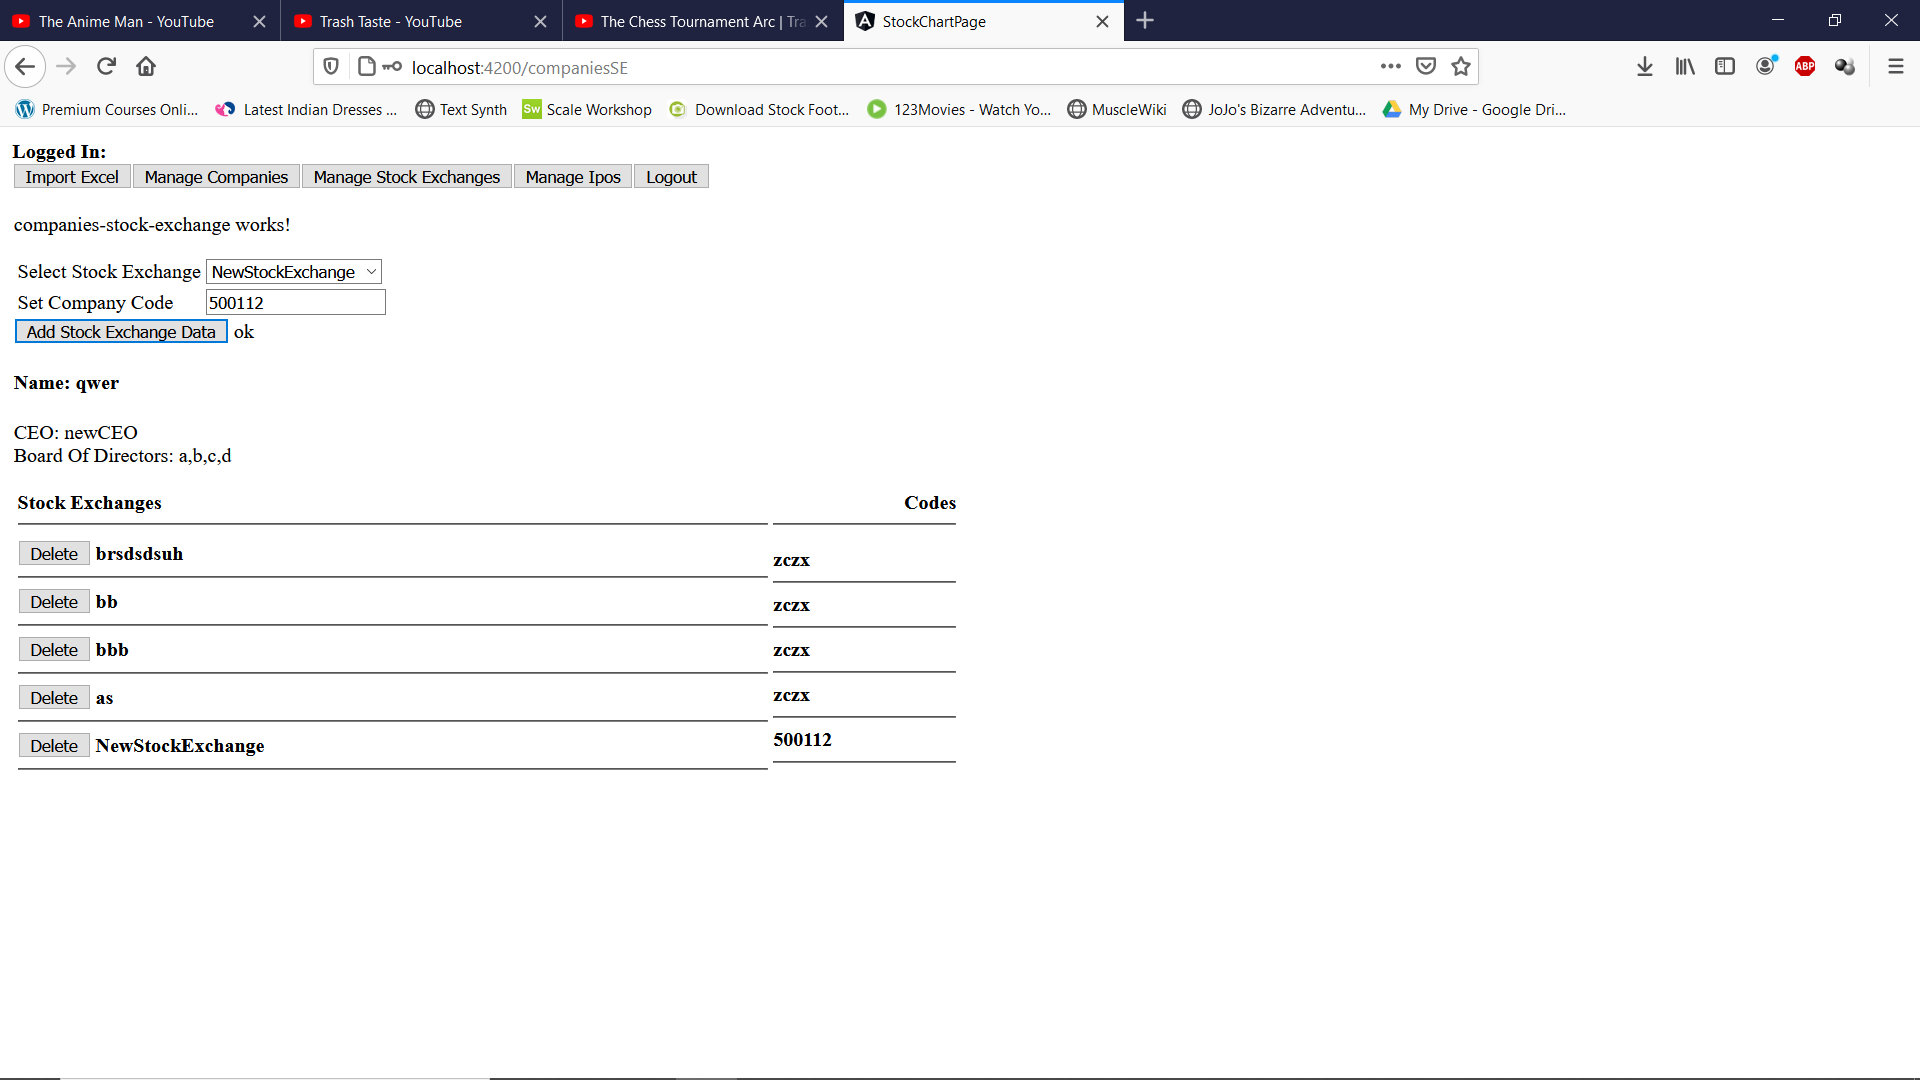 The Anime Man - YouTube
Trash Taste - YouTube
The Chess Tournament Arc | Tra
StockChartPage
localhost:4200/companiesSE
ABP
Premium Courses Onli...
Latest Indian Dresses ...
Text Synth
Sw Scale Workshop
Download Stock Foot...
123Movies - Watch Yo...
MuscleWiki
JoJo's Bizarre Adventu...
My Drive - Google Dri...
Logged In:
Import Excel Manage Companies Manage Stock Exchanges Manage Ipos Logout
companies-stock-exchange works!
Select Stock Exchange NewStockExchange
Set Company Code 500112
Add Stock Exchange Data ok
Name: qwer
CEO: newCEO
Board Of Directors: a,b,c,d
Stock Exchanges Codes
Delete brsdsdsuh zczx
Delete bb zczx
Delete bbb zczx
Delete as zczx
Delete NewStockExchange 500112